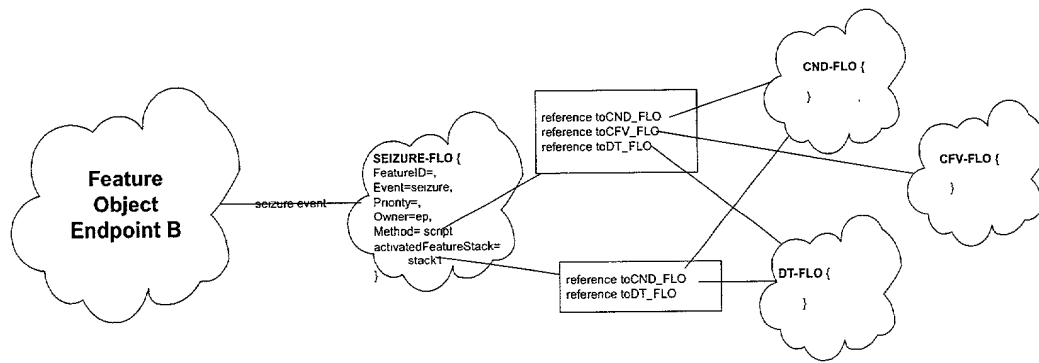 Feature
Object
Endpoint B
seizure event
SEIZURE-FLO {
FeatureID=,
Event=seizure,
Priority=,
Owner=ep,
Method= script
activatedFeatureStack=
stack1
}
reference toCND_FLO
reference toCFV_FLO
reference toDT_FLO
reference toCND_FLO
reference toDT_FLO
CND-FLO {
}
CFV-FLO {
}
DT-FLO {
}